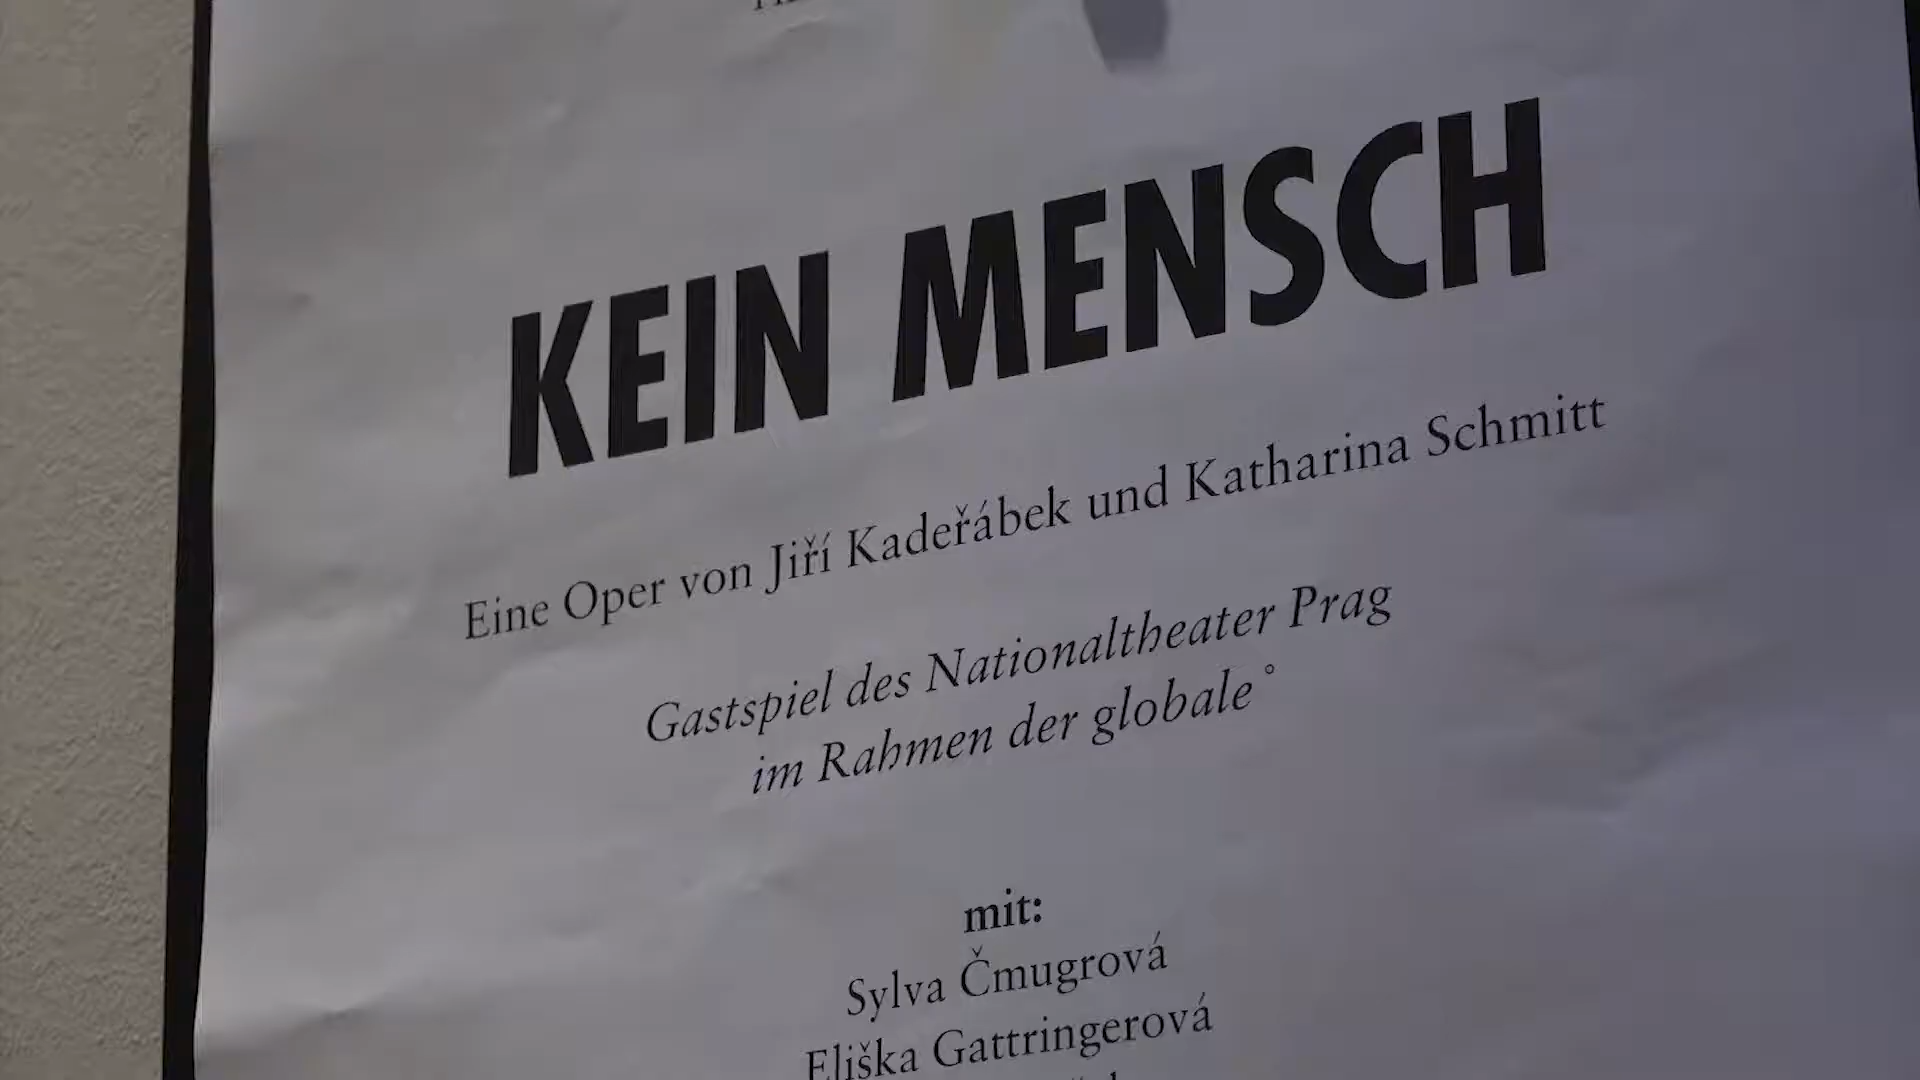 KEIN MENSCH
Eine Oper von Jiří Kadeřábek und Katharina Schmitt
Gastspiel des Nationaltheater Prag
im Rahmen der globale°
mit:
Sylva Čmugrová
Eliška Gattringerová